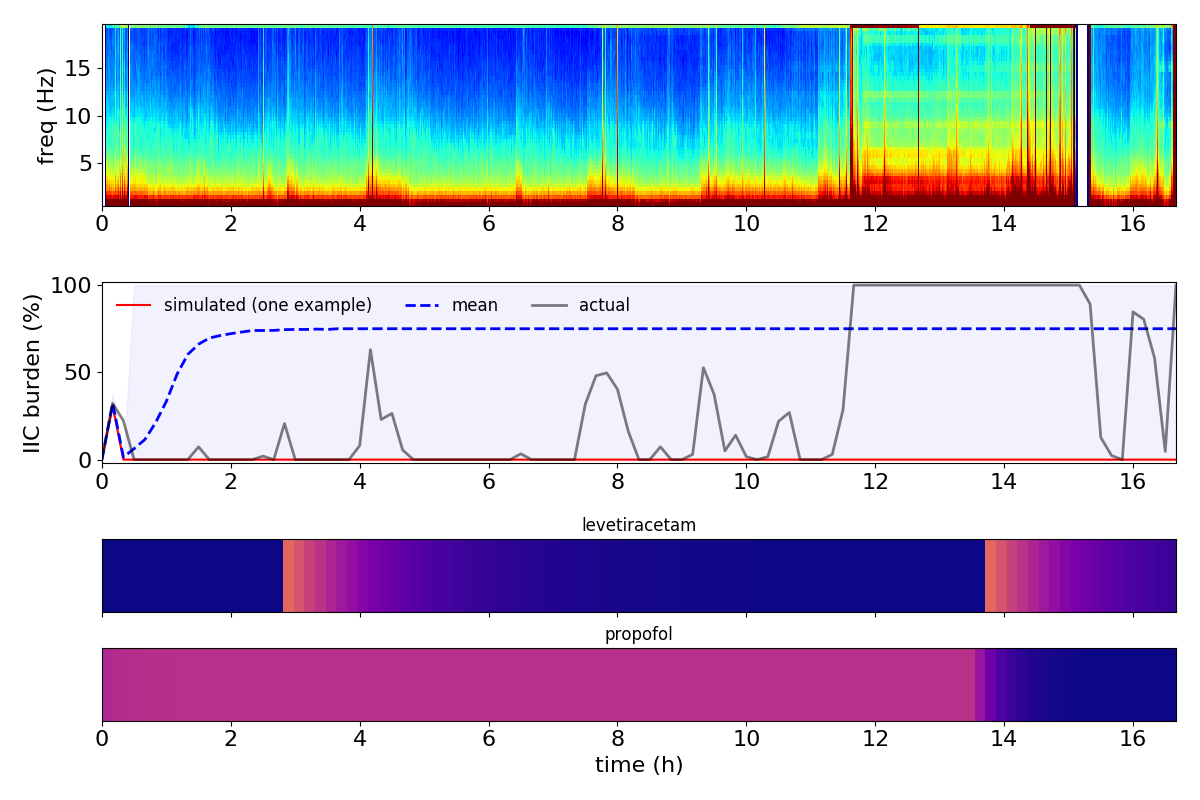 freq (Hz)
15
10
5
0 2 4 6 8 10 12 14 16
IIC burden (%)
100
50
0
simulated (one example) mean actual
0 2 4 6 8 10 12 14 16
levetiracetam
propofol
0 2 4 6 8 10 12 14 16
time (h)